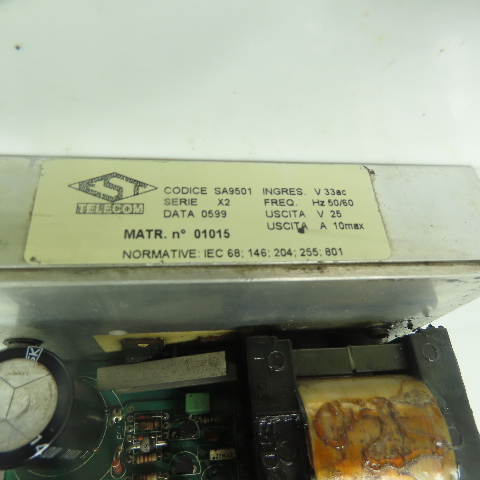 EST
TELECOM
CODICE SA9501 INGRES. V 33ac
SERIE X2 FREQ. Hz 50/60
DATA 0599 USCITA V 25
MATR. n° 01015 USCITA A 10max
NORMATIVE: IEC 68; 146; 204; 255; 801